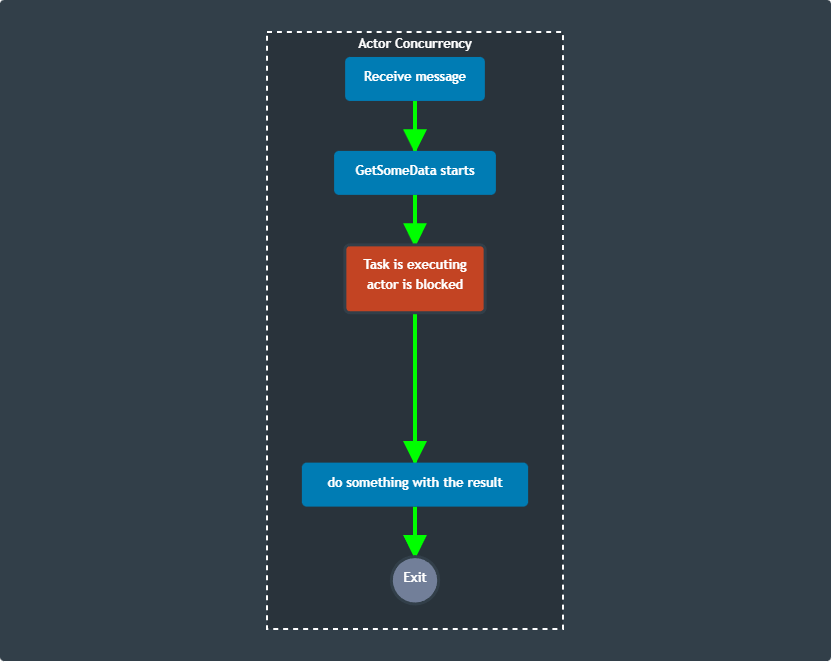 Actor Concurrency
Receive message
GetSomeData starts
Task is executing
actor is blocked
do something with the result
Exit